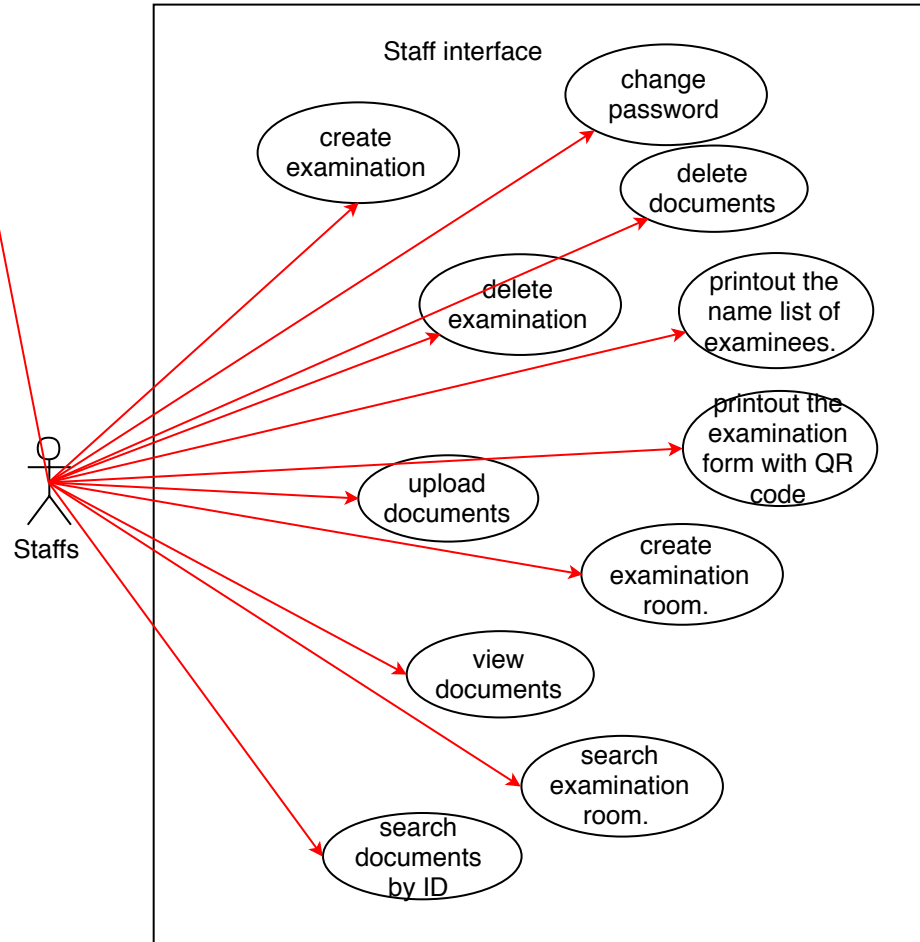 Staff interface
change
password
create
examination
delete
documents
delete
examination
printout the
name list of
examinees.
printout the
examination
form with QR
code
upload
documents
Staffs
create
examination
room.
view
documents
search
examination
room.
search
documents
by ID